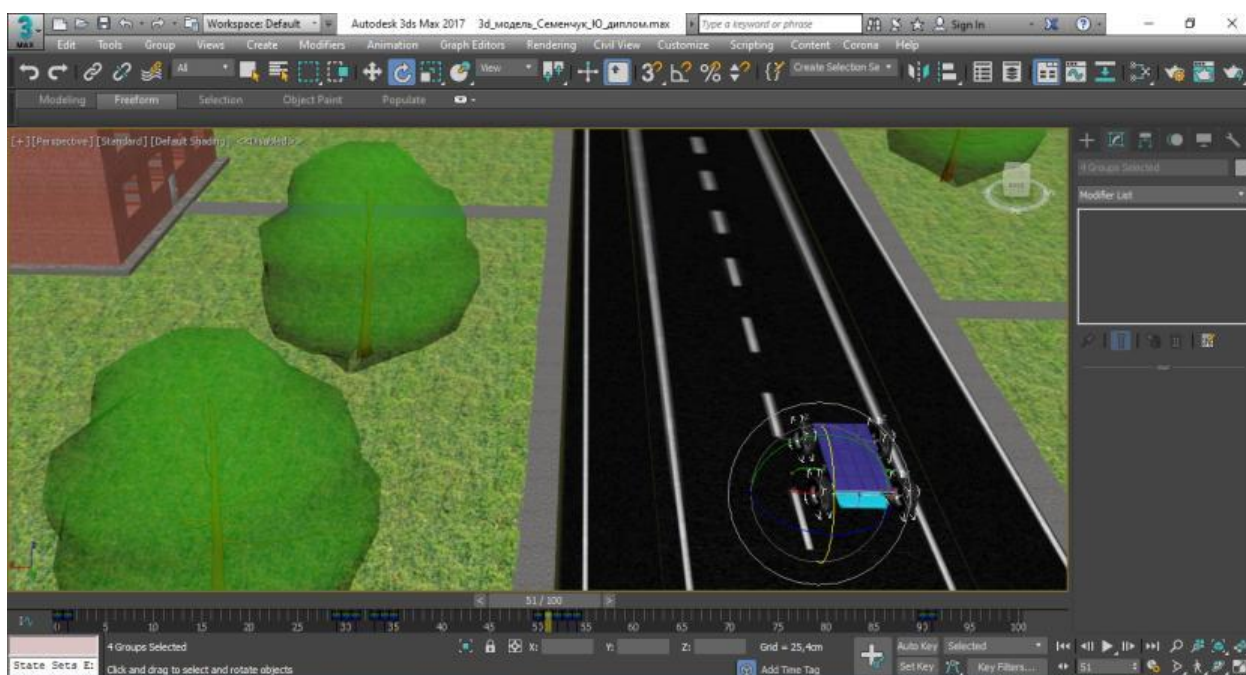 3
MAX
Workspace: Default
Autodesk 3ds Max 2017 3d_модель_Семенчук_Ю_диплом.max
Type a keyword or phrase
Sign In
Edit Tools Group Views Create Modifiers Animation Graph Editors Rendering Civil View Customize Scripting Content Corona Help
All
View
Create Selection Se
Modeling Freeform Selection Object Paint Populate
[+] [Perspective] [Standard] [Default Shading] <<Disabled>>
4 Groups Selected
Modifier List
51 / 100
0 5 10 15 20 25 30 35 40 45 50 55 60 65 70 75 80 85 90 95 100
4 Groups Selected
X: Y: Z: Grid = 25,4cm
Auto Key Selected
State Sets E:
Click and drag to select and rotate objects
Add Time Tag
Set Key Key Filters...
51